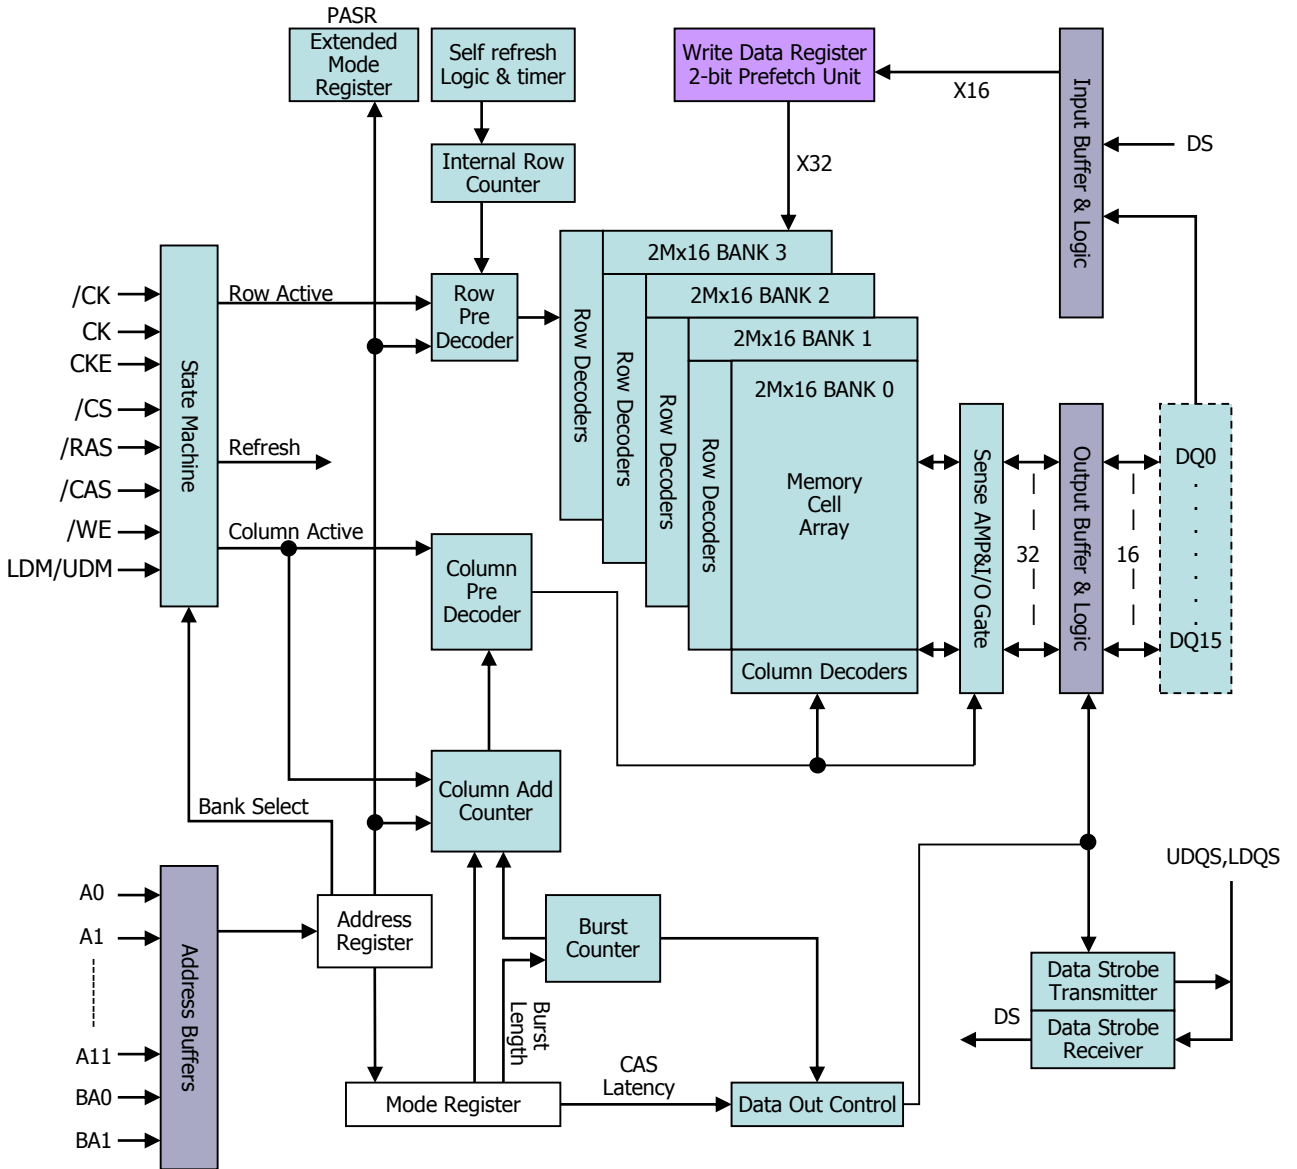 PASR
Extended
Mode
Register
Self refresh
Logic & timer
Write Data Register
2-bit Prefetch Unit
X16
Input Buffer & Logic
DS
Internal Row
Counter
X32
2Mx16 BANK 3
2Mx16 BANK 2
2Mx16 BANK 1
2Mx16 BANK 0
Row Decoders
Row Decoders
Row Decoders
Row Decoders
Memory
Cell
Array
Column Decoders
/CK
CK
CKE
/CS
/RAS
/CAS
/WE
LDM/UDM
State Machine
Row Active
Refresh
Column Active
Row
Pre
Decoder
Column
Pre
Decoder
Sense AMP&I/O Gate
32
Output Buffer & Logic
16
DQ0
.
.
.
.
.
.
.
DQ15
Bank Select
Column Add
Counter
A0
A1
A11
BA0
BA1
Address Buffers
Address
Register
Burst
Counter
Burst
Length
Mode Register
CAS
Latency
Data Out Control
UDQS,LDQS
Data Strobe
Transmitter
DS
Data Strobe
Receiver